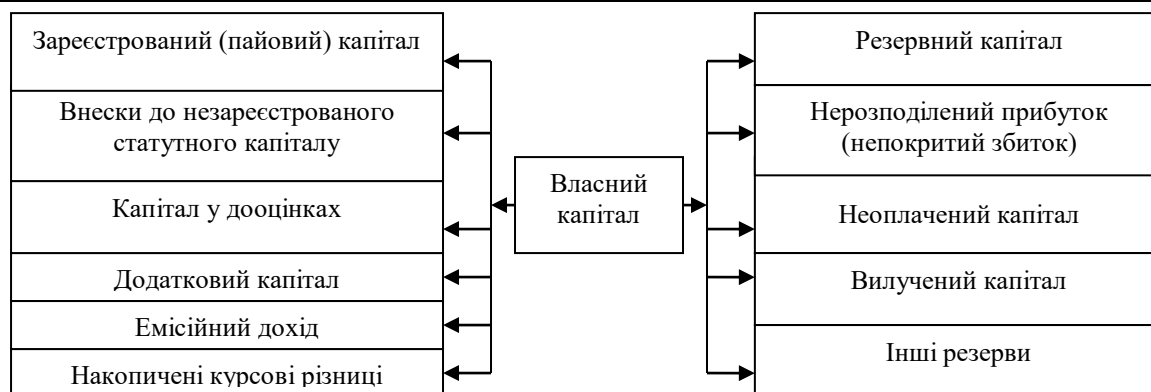 Зареєстрований (пайовий) капітал
Внески до незареєстрованого
статутного капіталу
Капітал у дооцінках
Додатковий капітал
Емісійний дохід
Накопичені курсові різниці
Власний
капітал
Резервний капітал
Нерозподілений прибуток
(непокритий збиток)
Неоплачений капітал
Вилучений капітал
Інші резерви